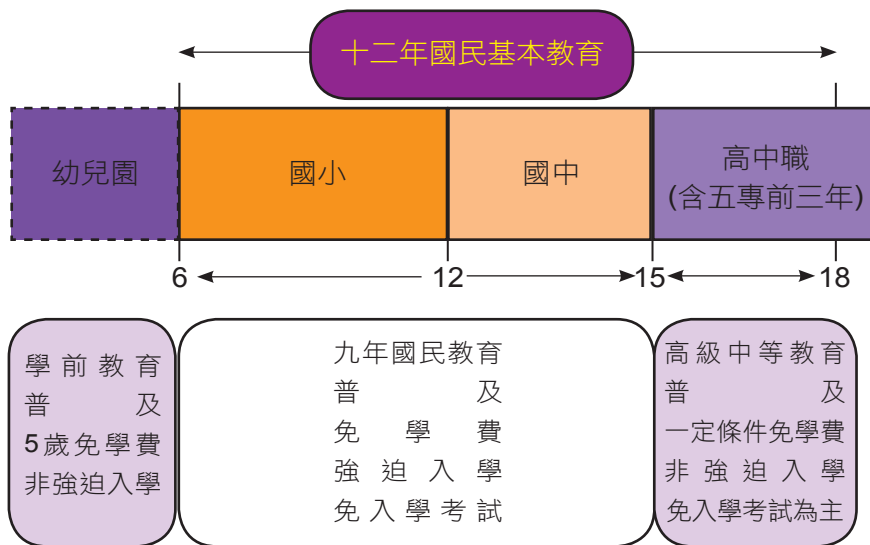 十二年國民基本教育
幼兒園
國小
國中
高中職
(含五專前三年)
6
12
15
18
學前教育
普及
5歲免學費
非強迫入學
九年國民教育
普及
免學費
強迫入學
免入學考試
高級中等教育
普及
一定條件免學費
非強迫入學
免入學考試為主